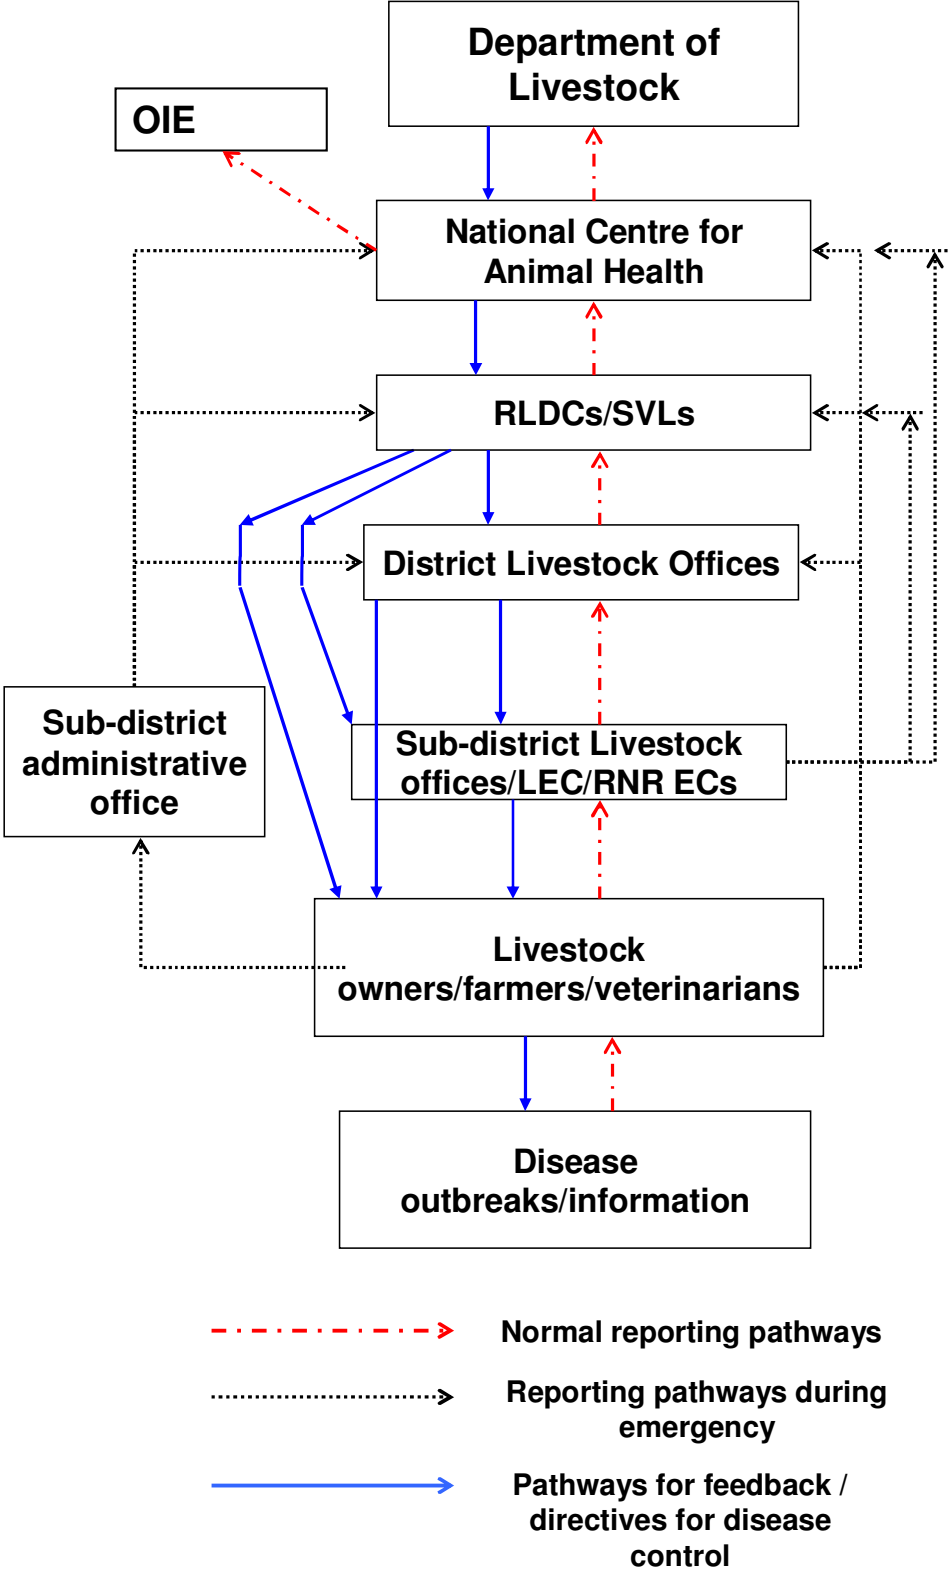 Department of
Livestock
OIE
National Centre for
Animal Health
RLDCs/SVLs
District Livestock Offices
Sub-district
administrative
office
Sub-district Livestock
offices/LEC/RNR ECs
Livestock
owners/farmers/veterinarians
Disease
outbreaks/information
Normal reporting pathways
Reporting pathways during
emergency
Pathways for feedback /
directives for disease
control